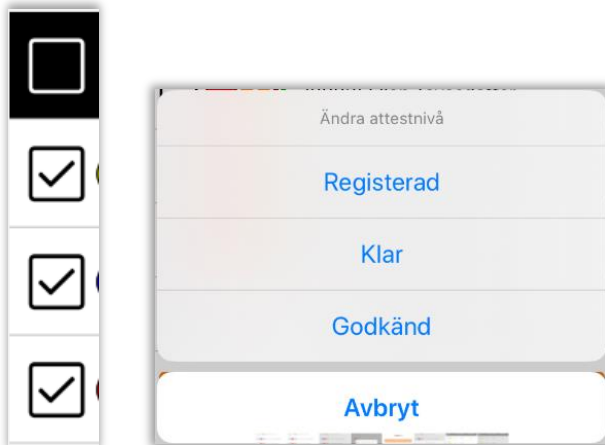 Ändra attestnivå
Registerad
Klar
Godkänd
Avbryt